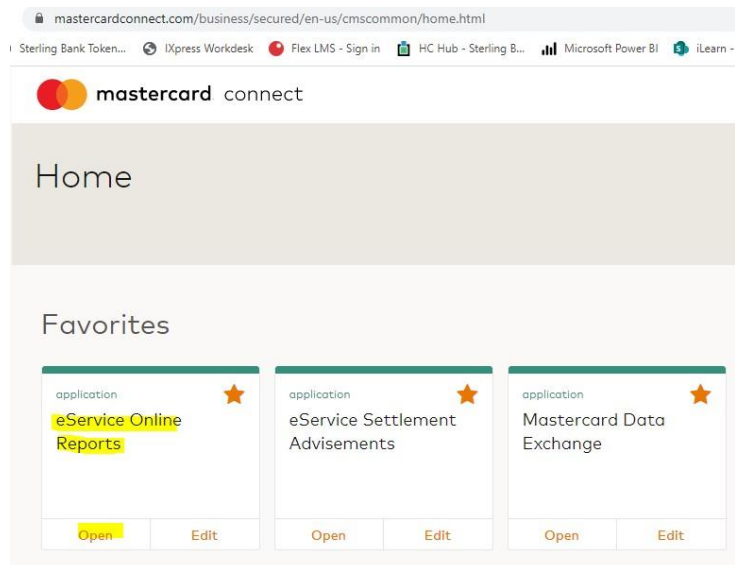 mastercardconnect.com/business/secured/en-us/cmscommon/home.html
Sterling Bank Token... IXpress Workdesk Flex LMS - Sign in HC Hub - Sterling B... Microsoft Power BI iLearn -
mastercard connect
Home
Favorites
application application application
eService Online eService Settlement Mastercard Data
Reports Advisements Exchange
Open Edit Open Edit Open Edit